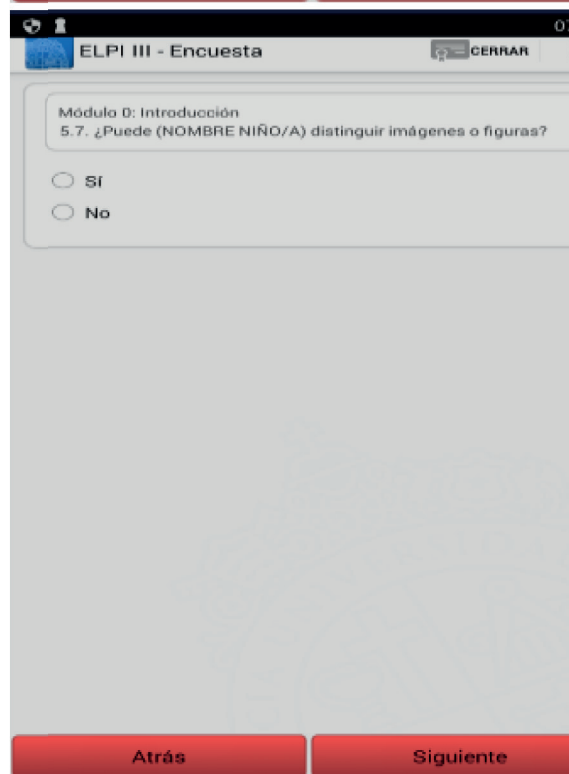 ELPI III - Encuesta
CERRAR
Módulo 0: Introducción
5.7. ¿Puede (NOMBRE NIÑO/A) distinguir imágenes o figuras?
Sí
No
Atrás
Siguiente